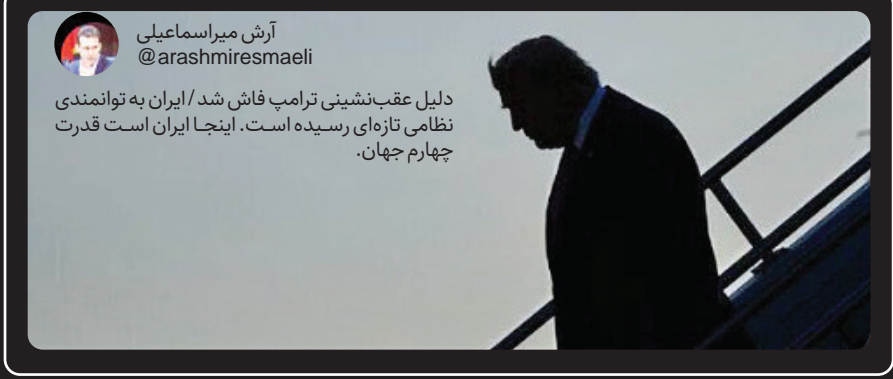 آرش میراسماعیلی
@arashmiresmaeli
دلیل عقب‌نشینی ترامپ فاش شد/ ایران به توانمندی
نظامی تازه‌ای رسیده است. اینجا ایران است قدرت
چهارم جهان.